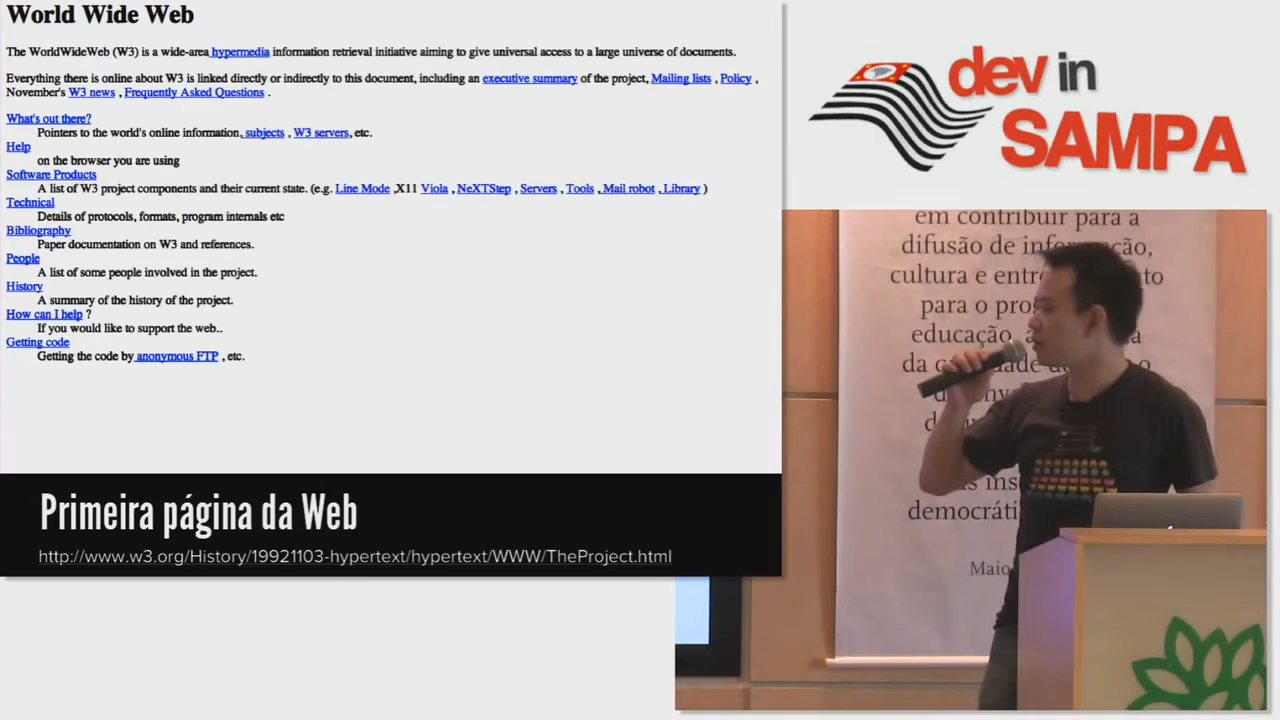 World Wide Web
The WorldWideWeb (W3) is a wide-area hypermedia information retrieval initiative aiming to give universal access to a large universe of documents.
Everything there is online about W3 is linked directly or indirectly to this document, including an executive summary of the project, Mailing lists , Policy ,
November's W3 news , Frequently Asked Questions .
What's out there?
Pointers to the world's online information, subjects , W3 servers, etc.
Help
on the browser you are using
Software Products
A list of W3 project components and their current state. (e.g. Line Mode ,X11 Viola , NeXTStep , Servers , Tools , Mail robot , Library )
Technical
Details of protocols, formats, program internals etc
Bibliography
Paper documentation on W3 and references.
People
A list of some people involved in the project.
History
A summary of the history of the project.
How can I help ?
If you would like to support the web..
Getting code
Getting the code by anonymous FTP , etc.
Primeira página da Web
http://www.w3.org/History/19921103-hypertext/hypertext/WWW/TheProject.html
dev in
SAMPA
em contribuir para a
difusão de
cultura e
para o
educação,
da
democráti
Maio